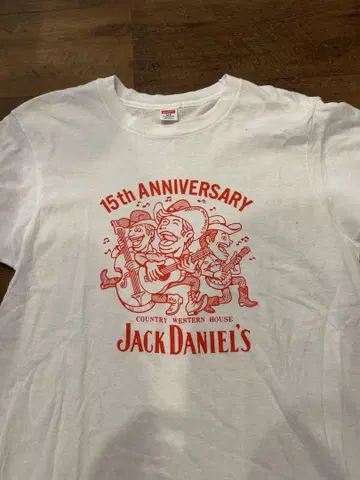 15th ANNIVERSARY
COUNTRY WESTERN HOUSE
JACK DANIEL'S